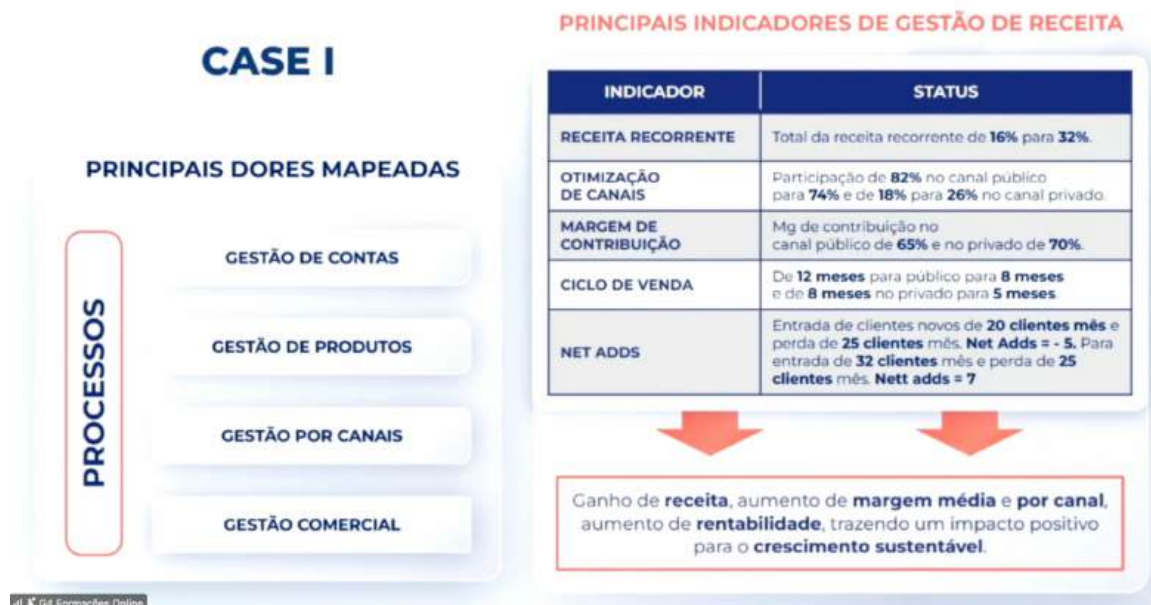 CASE I
PRINCIPAIS DORES MAPEADAS
PROCESSOS
GESTÃO DE CONTAS
GESTÃO DE PRODUTOS
GESTÃO POR CANAIS
GESTÃO COMERCIAL
PRINCIPAIS INDICADORES DE GESTÃO DE RECEITA
INDICADOR STATUS
RECEITA RECORRENTE
Total da receita recorrente de 16% para 32%.
OTIMIZAÇÃO
DE CANAIS
Participação de 82% no canal público
para 74% e de 18% para 26% no canal privado.
MARGEM DE
CONTRIBUIÇÃO
Mg de contribuição no
canal público de 65% e no privado de 70%.
CICLO DE VENDA
De 12 meses para público para 8 meses
e de 8 meses no privado para 5 meses.
NET ADDS
Entrada de clientes novos de 20 clientes mês e
perda de 25 clientes mês. Net Adds = - 5. Para
entrada de 32 clientes mês e perda de 25
clientes mês. Nett adds = 7
Ganho de receita, aumento de margem média e por canal,
aumento de rentabilidade, trazendo um impacto positivo
para o crescimento sustentável.
G4 Formações Online